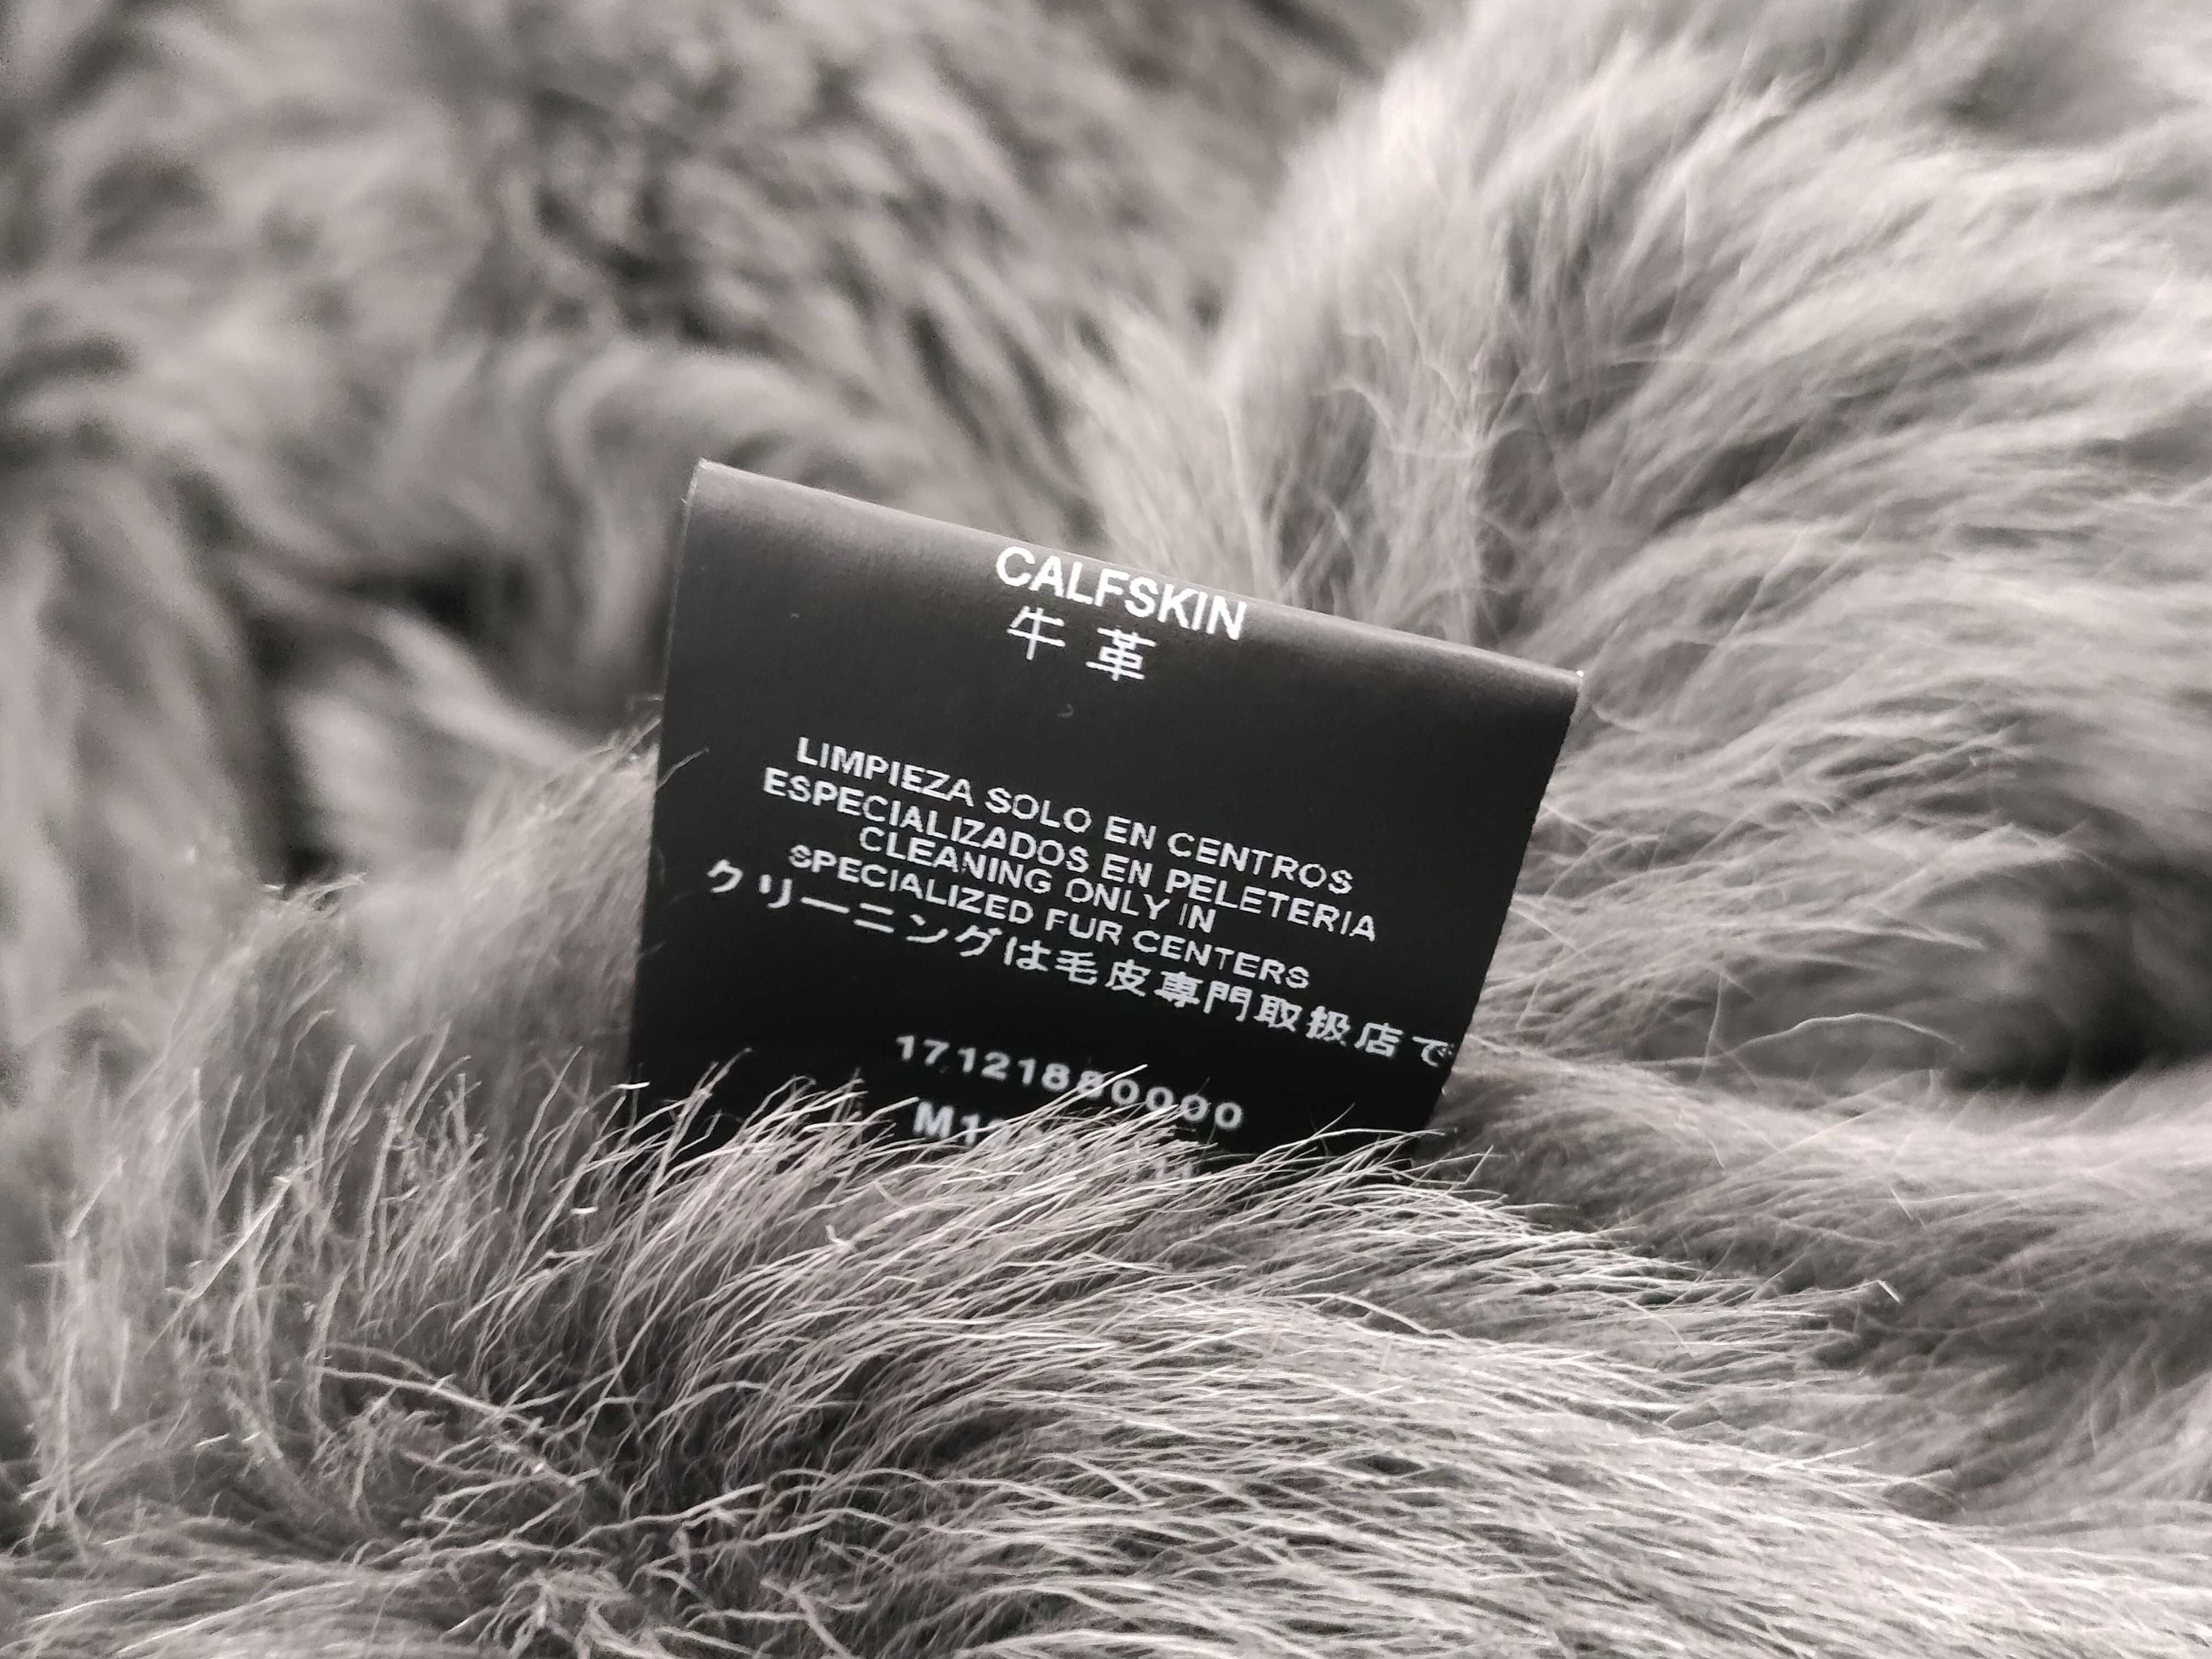 CALFSKIN
牛革
LIMPIEZA SOLO EN CENTROS
ESPECIALIZADOS EN PELETERIA
CLEANING ONLY IN
SPECIALIZED FUR CENTERS
クリーニングは毛皮専門取扱店で
17121880000